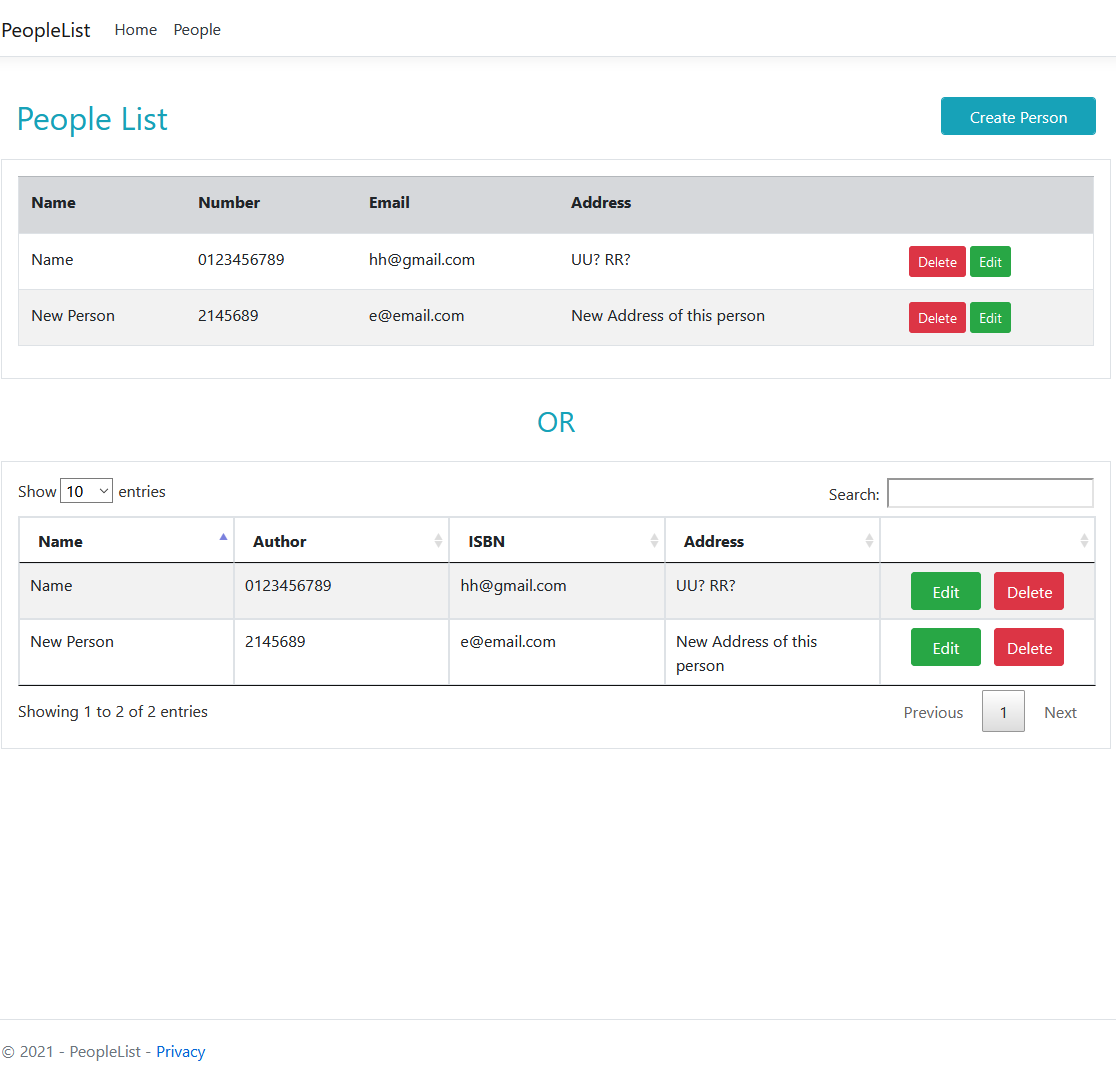 PeopleList Home People
People List Create Person
Name Number Email Address
Name 0123456789 hh@gmail.com UU? RR? Delete Edit
New Person 2145689 e@email.com New Address of this person Delete Edit
OR
Show 10 entries Search:
Name Author ISBN Address
Name 0123456789 hh@gmail.com UU? RR? Edit Delete
New Person 2145689 e@email.com New Address of this Edit Delete
person
Showing 1 to 2 of 2 entries Previous 1 Next
© 2021 - PeopleList - Privacy